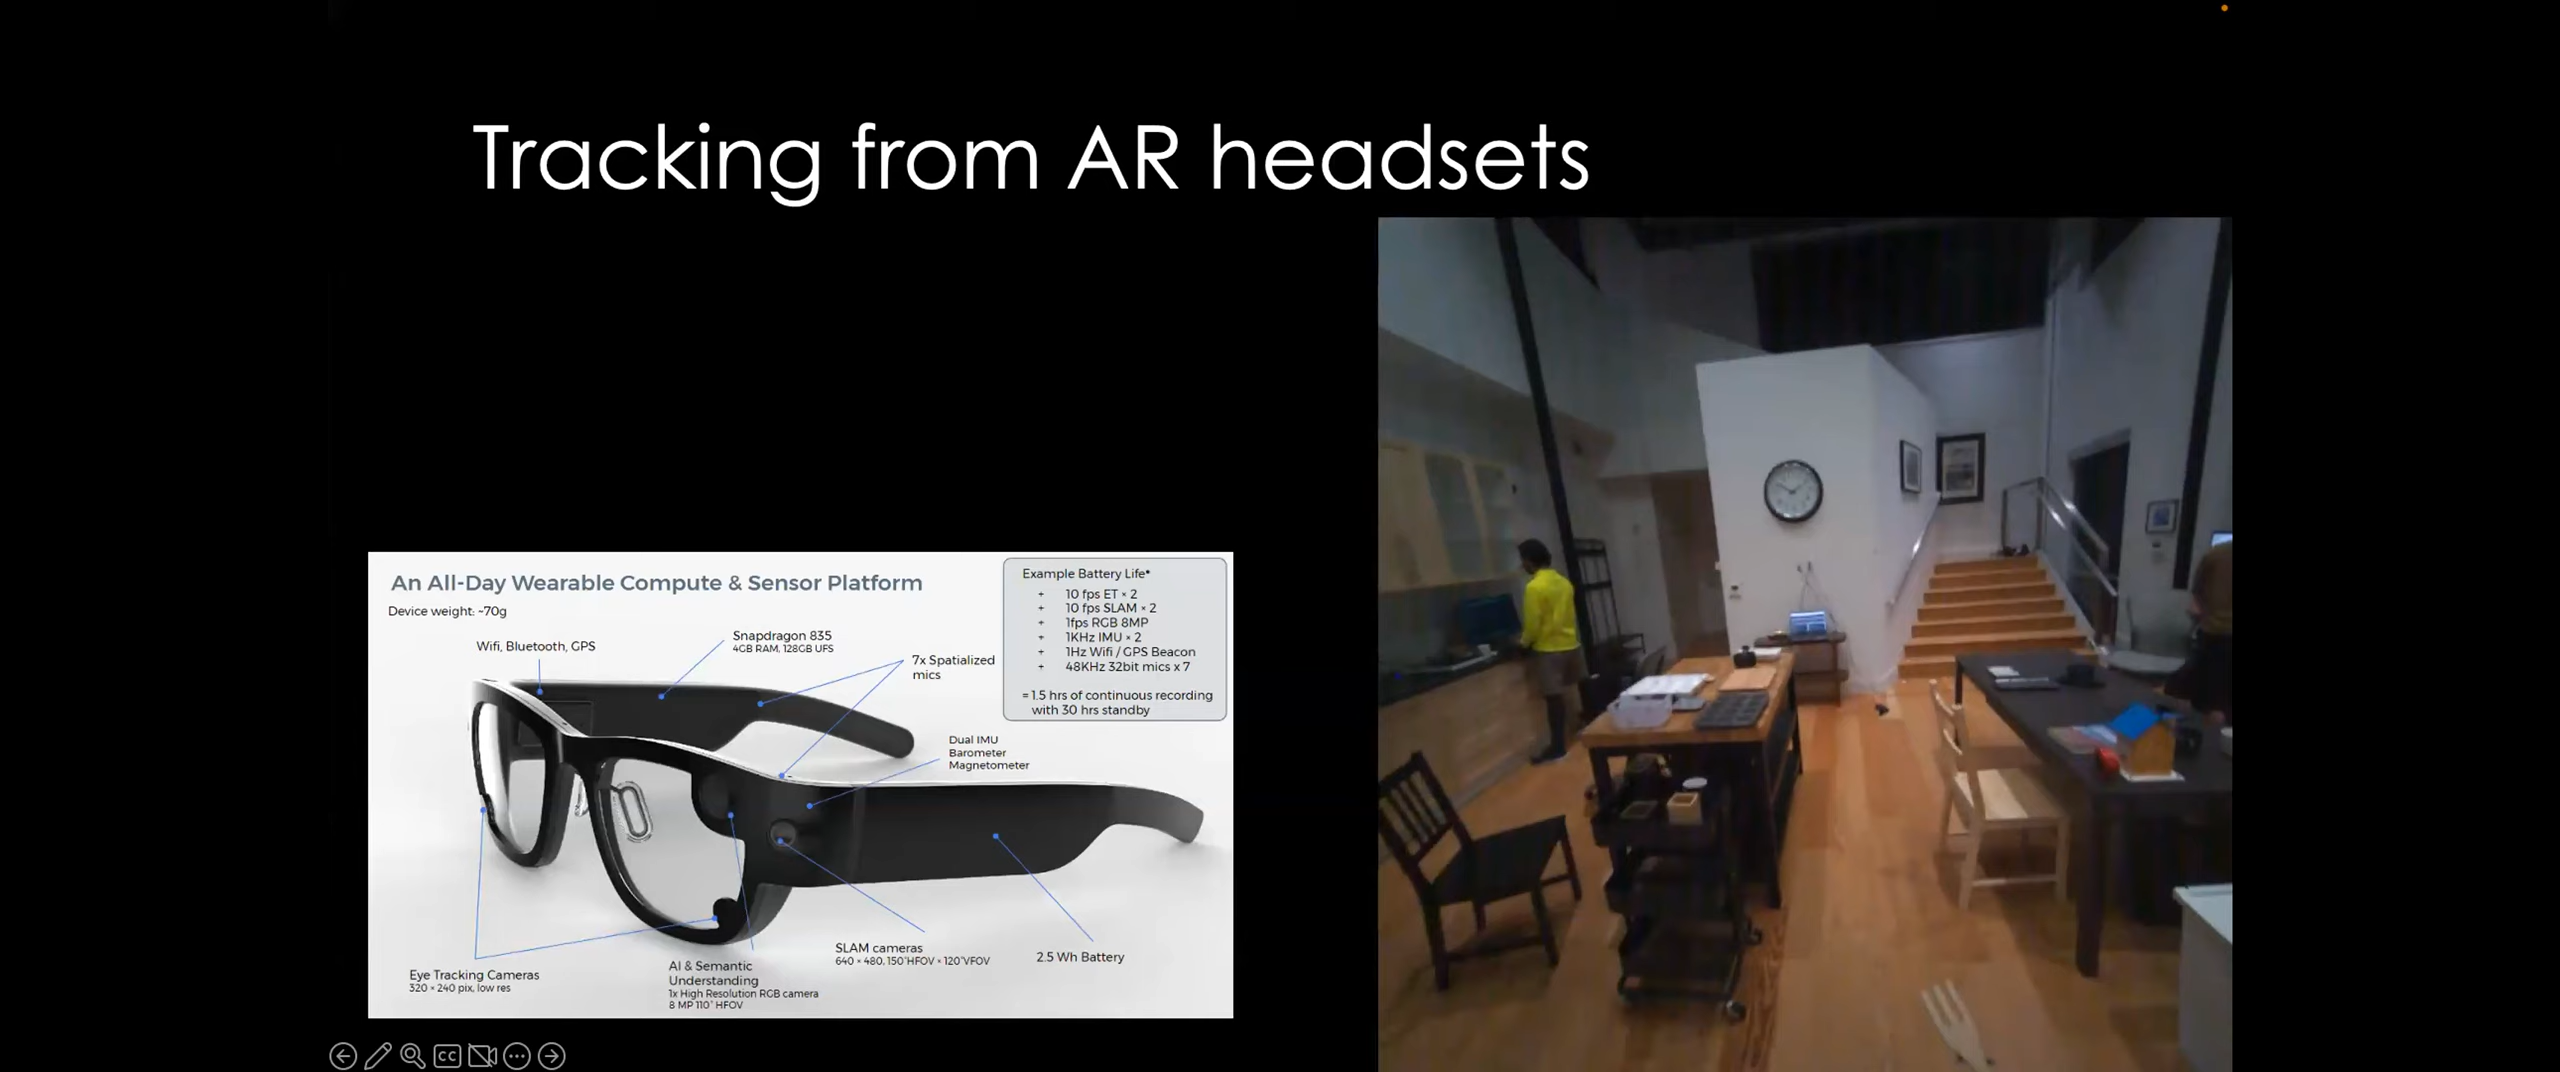 Tracking from AR headsets
An All-Day Wearable Compute & Sensor Platform
Device weight: ~70g
Wifi, Bluetooth, GPS
Snapdragon 835
4GB RAM, 128GB UFS
7x Spatialized
mics
Example Battery Life*
+ 10 fps ET × 2
+ 10 fps SLAM × 2
+ 1fps RGB 8MP
+ 1KHz IMU × 2
+ 1Hz Wifi / GPS Beacon
+ 48KHz 32bit mics x 7
= 1.5 hrs of continuous recording
with 30 hrs standby
Dual IMU
Barometer
Magnetometer
Eye Tracking Cameras
320 × 240 pix, low res
AI & Semantic
Understanding
1x High Resolution RGB camera
8 MP 110° HFOV
SLAM cameras
640 × 480, 150°HFOV × 120°VFOV
2.5 Wh Battery
CC